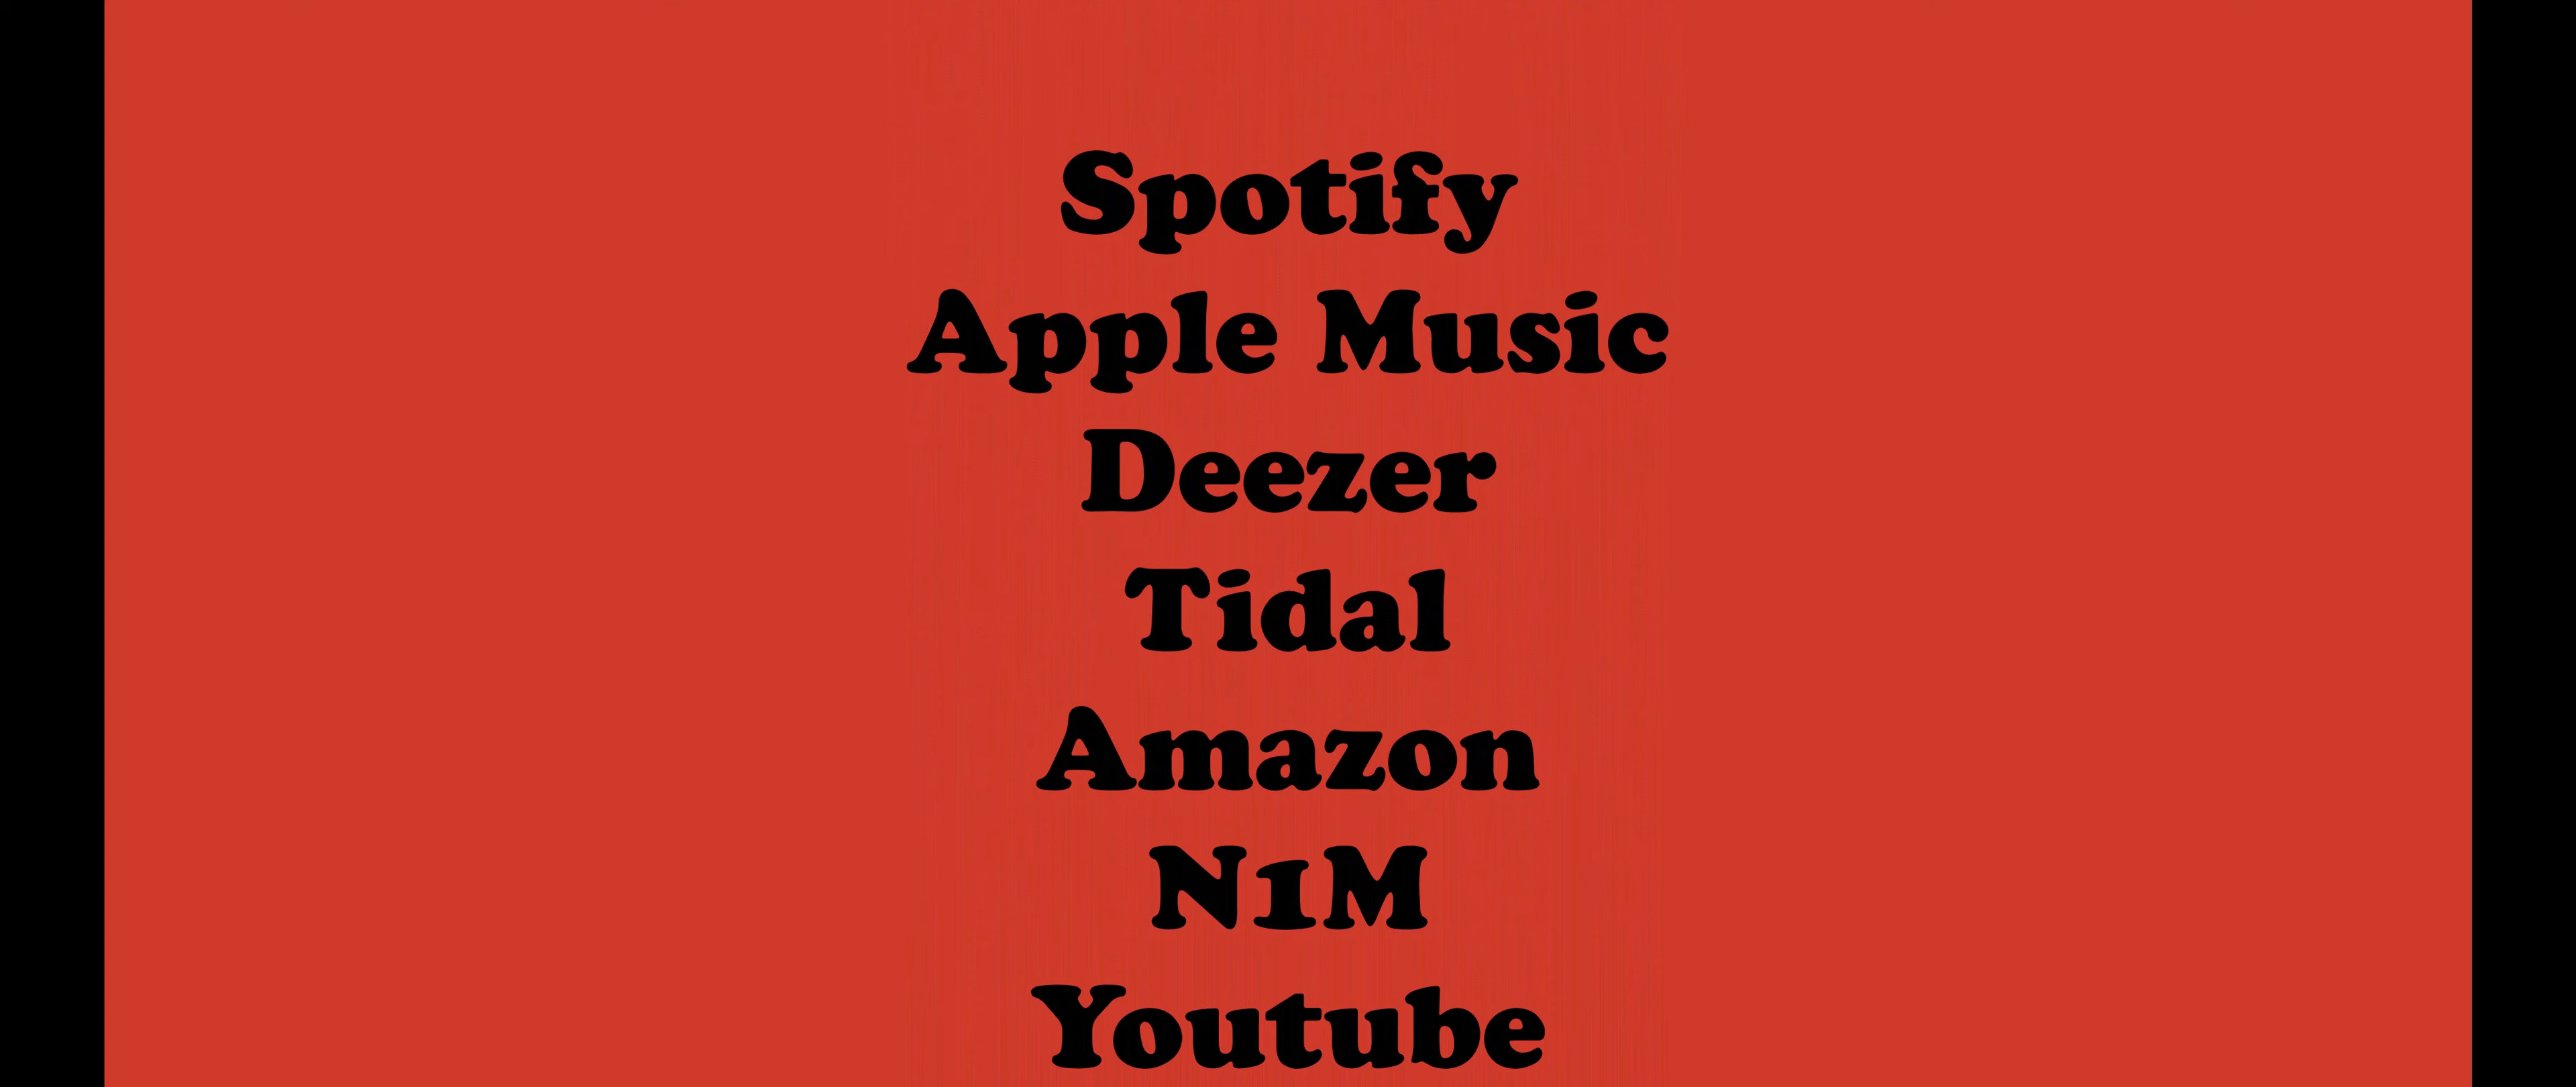 Spotify
Apple Music
Deezer
Tidal
Amazon
N1M
Youtube